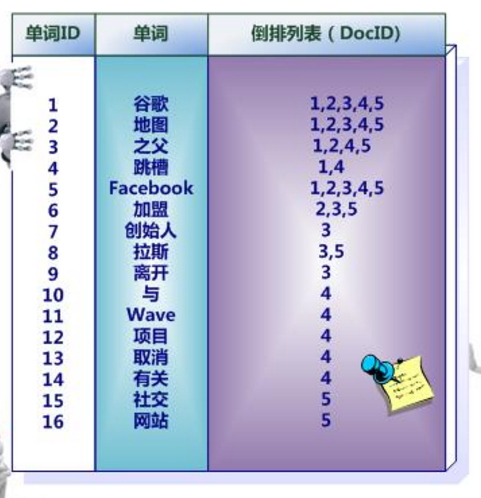 单词ID 单词 倒排列表（DocID）
1 谷歌 1,2,3,4,5
2 地图 1,2,3,4,5
3 之父 1,2,4,5
4 跳槽 1,4
5 Facebook 1,2,3,4,5
6 加盟 2,3,5
7 创始人 3
8 拉斯 3,5
9 离开 3
10 与 4
11 Wave 4
12 项目 4
13 取消 4
14 有关 4
15 社交 5
16 网站 5